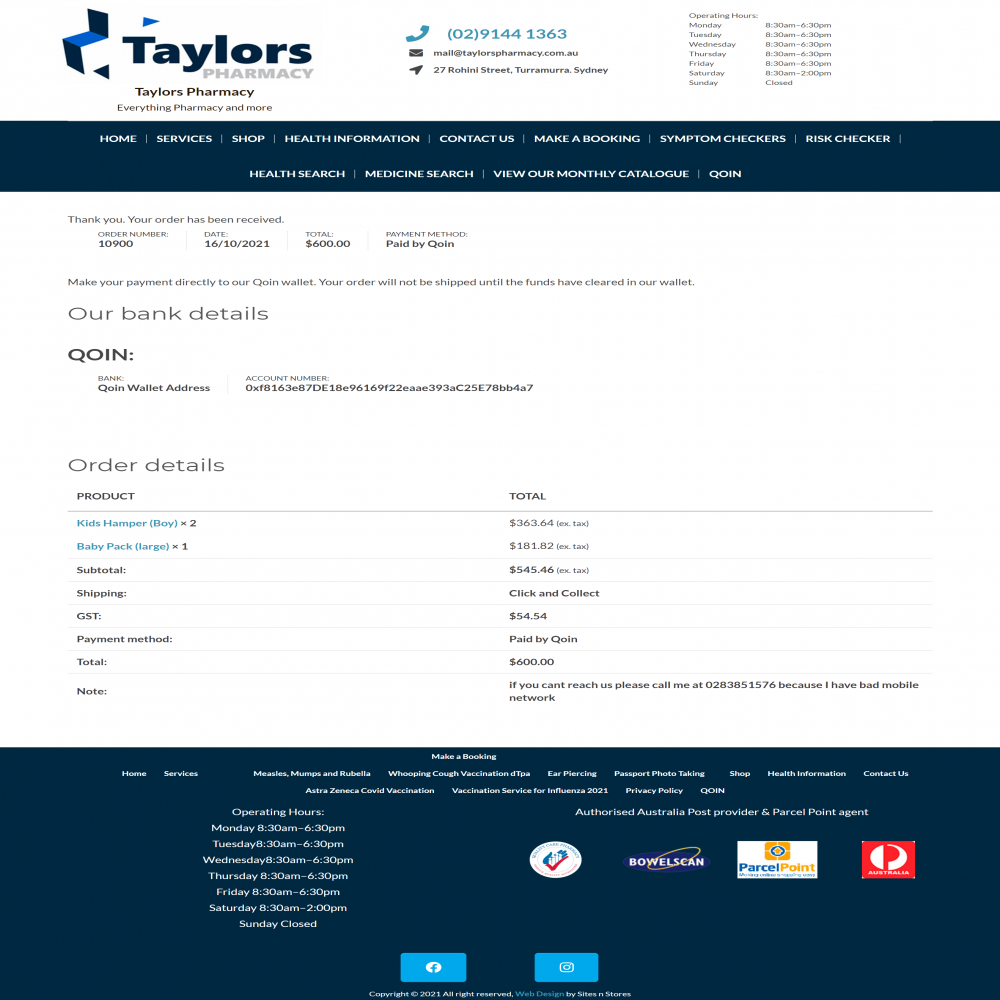 Taylors
PHARMACY
Taylors Pharmacy
Everything Pharmacy and more
(02)9144 1363
mail@taylorspharmacy.com.au
27 Rohini Street, Turramurra. Sydney
Operating Hours:
Monday 8:30am–6:30pm
Tuesday 8:30am–6:30pm
Wednesday 8:30am–6:30pm
Thursday 8:30am–6:30pm
Friday 8:30am–6:30pm
Saturday 8:30am–2:00pm
Sunday Closed
HOME | SERVICES | SHOP | HEALTH INFORMATION | CONTACT US | MAKE A BOOKING | SYMPTOM CHECKERS | RISK CHECKER |
HEALTH SEARCH | MEDICINE SEARCH | VIEW OUR MONTHLY CATALOGUE | QOIN
Thank you. Your order has been received.
ORDER NUMBER: DATE: TOTAL: PAYMENT METHOD:
10900 16/10/2021 $600.00 Paid by Qoin
Make your payment directly to our Qoin wallet. Your order will not be shipped until the funds have cleared in our wallet.
Our bank details
QOIN:
BANK: ACCOUNT NUMBER:
Qoin Wallet Address 0xf8163e87DE18e96169f22eaae393aC25E78bb4a7
Order details
PRODUCT TOTAL
Kids Hamper (Boy) × 2 $363.64 (ex. tax)
Baby Pack (large) × 1 $181.82 (ex. tax)
Subtotal: $545.46 (ex. tax)
Shipping: Click and Collect
GST: $54.54
Payment method: Paid by Qoin
Total: $600.00
Note: if you cant reach us please call me at 0283851576 because I have bad mobile
network
Make a Booking
Home Services Measles, Mumps and Rubella Whooping Cough Vaccination dTpa Ear Piercing Passport Photo Taking Shop Health Information Contact Us
Astra Zeneca Covid Vaccination Vaccination Service for Influenza 2021 Privacy Policy QOIN
Operating Hours:
Monday 8:30am–6:30pm
Tuesday8:30am–6:30pm
Wednesday8:30am–6:30pm
Thursday 8:30am–6:30pm
Friday 8:30am–6:30pm
Saturday 8:30am–2:00pm
Sunday Closed
Authorised Australia Post provider & Parcel Point agent
BOWELSCAN
ParcelPoint
AUSTRALIA
Copyright © 2021 All right reserved, Web Design by Sites n Stores